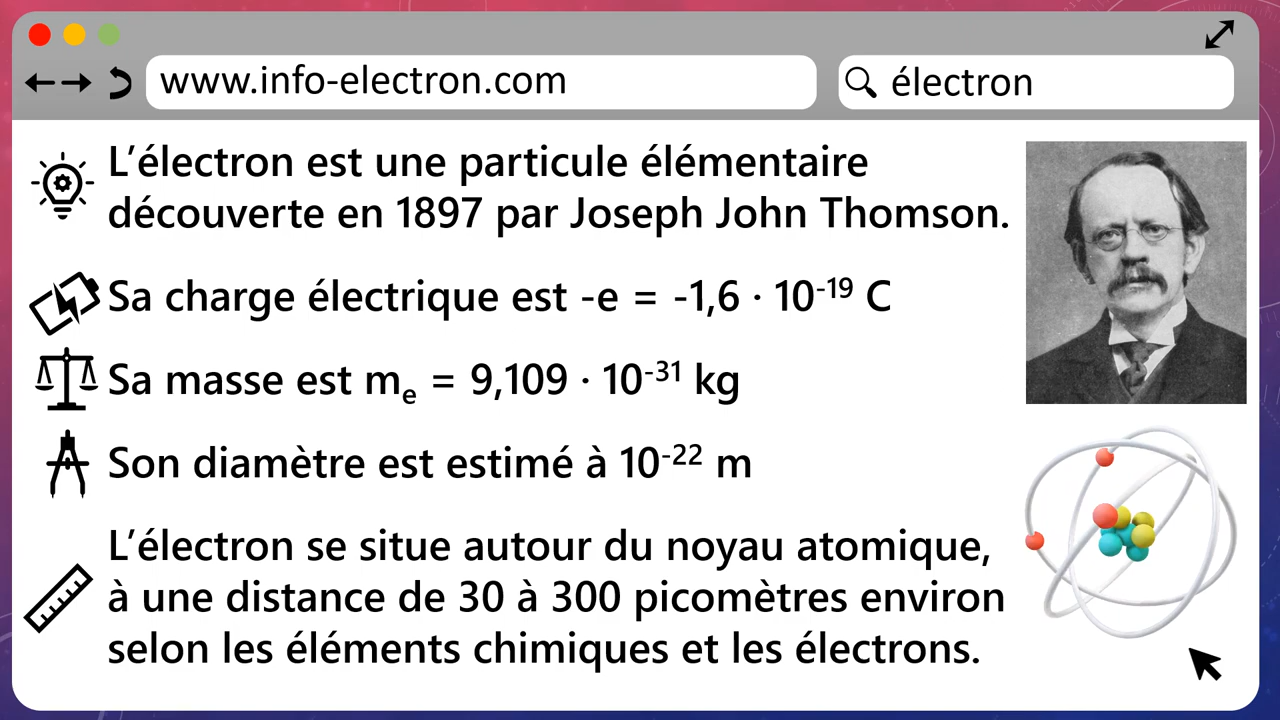 www.info-electron.com
électron
L’électron est une particule élémentaire
découverte en 1897 par Joseph John Thomson.
Sa charge électrique est -e = -1,6 · 10⁻¹⁹ C
Sa masse est mₑ = 9,109 · 10⁻³¹ kg
Son diamètre est estimé à 10⁻²² m
L’électron se situe autour du noyau atomique,
à une distance de 30 à 300 picomètres environ
selon les éléments chimiques et les électrons.